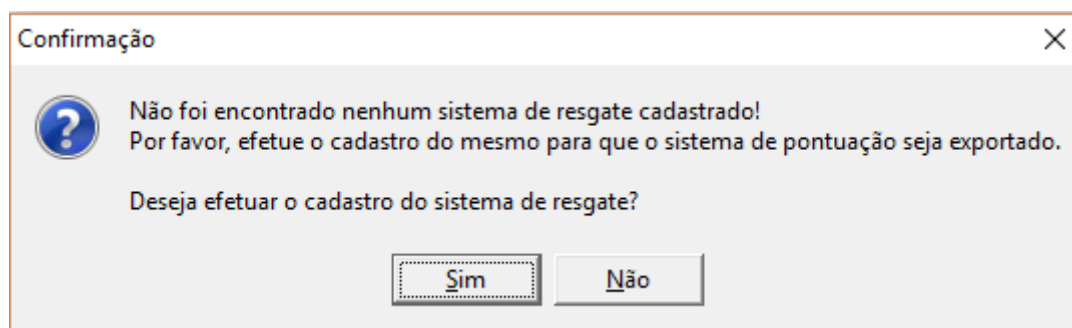 Confirmação
Não foi encontrado nenhum sistema de resgate cadastrado!
Por favor, efetue o cadastro do mesmo para que o sistema de pontuação seja exportado.
Deseja efetuar o cadastro do sistema de resgate?
Sim
Não